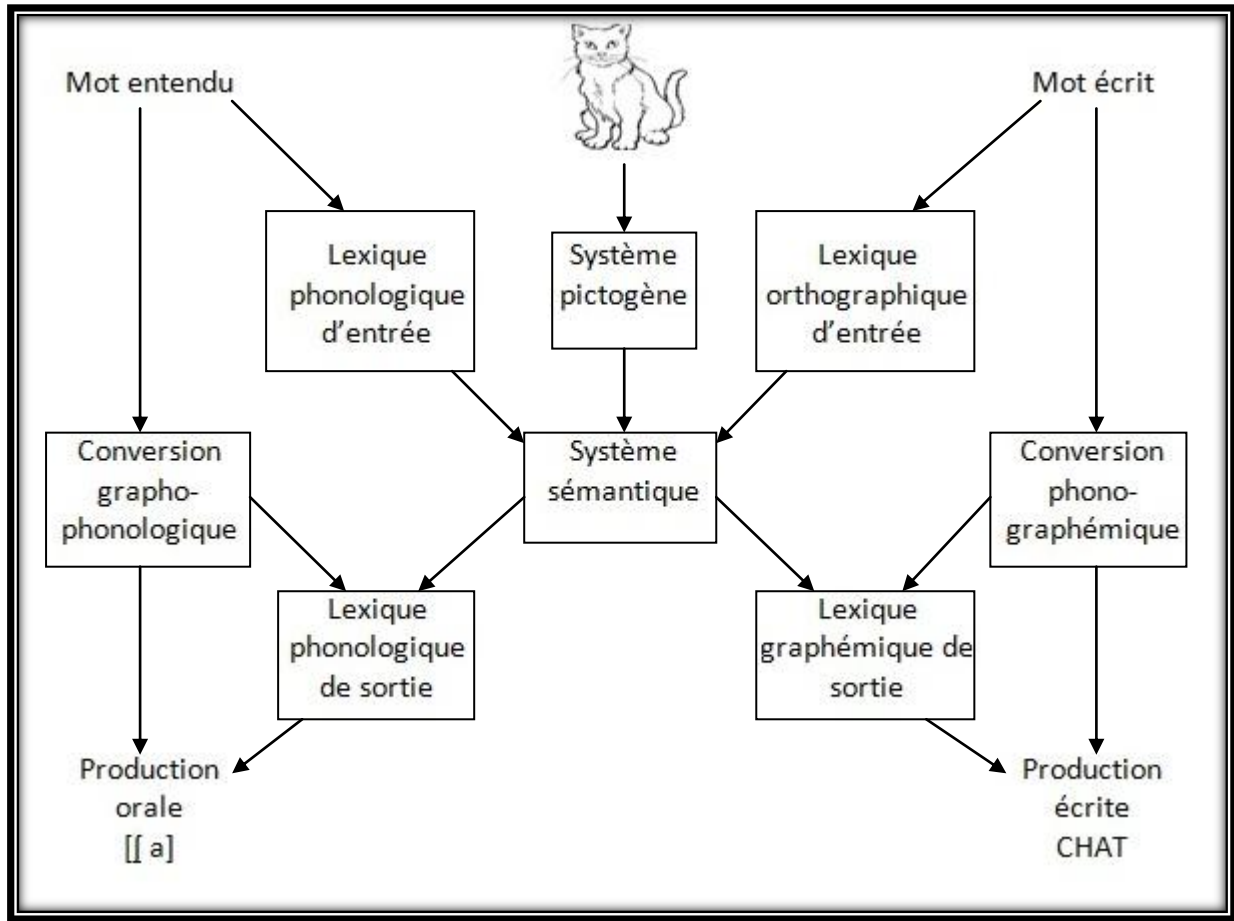 Mot entendu
Mot écrit
Lexique
phonologique
d'entrée
Système
pictogène
Lexique
orthographique
d'entrée
Conversion
grapho-
phonologique
Système
sémantique
Conversion
phono-
graphémique
Lexique
phonologique
de sortie
Lexique
graphémique de
sortie
Production
orale
[ʃ a]
Production
écrite
CHAT